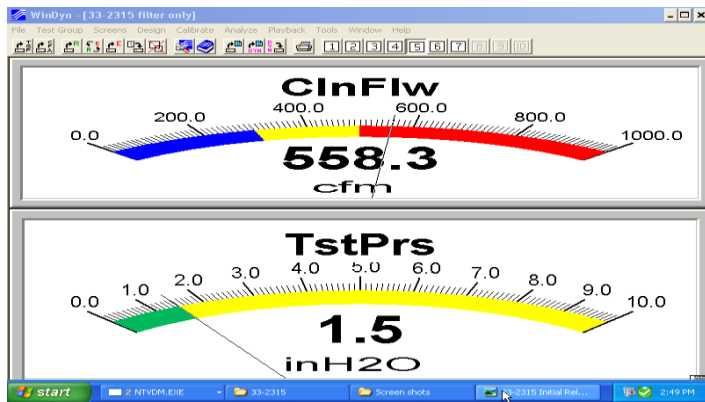 WinDyn - [33-2315 filter only]
File Test Group Screens Design Calibrate Analyze Playback Tools Window Help
1 2 3 4 5 6 7 8 9 10
ClnFlw
0.0 200.0 400.0 600.0 800.0 1000.0
558.3
cfm
TstPrs
0.0 1.0 2.0 3.0 4.0 5.0 6.0 7.0 8.0 9.0 10.0
1.5
inH2O
start 2 NTVDM.EXE 33-2315 Screen shots 33-2315 Initial Rel... 2:49 PM